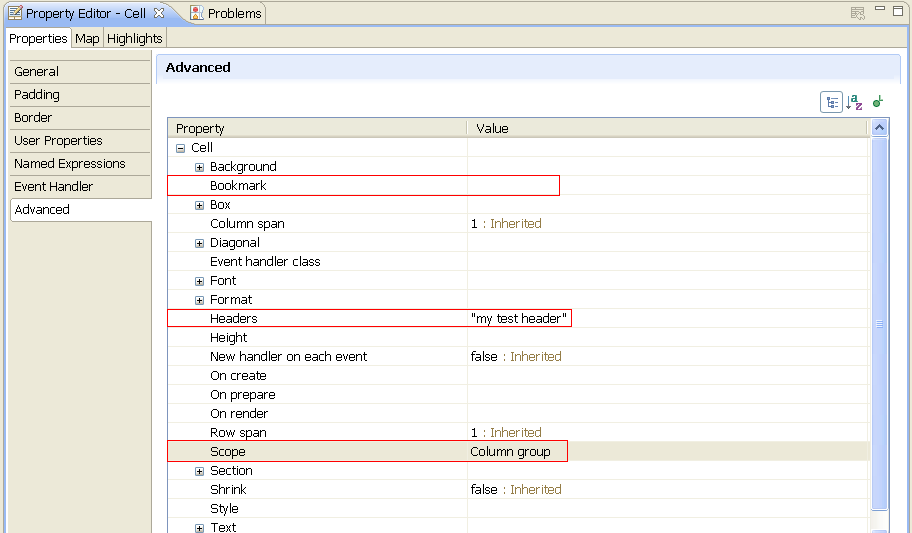 Property Editor - Cell Problems
Properties Map Highlights
General
Padding
Border
User Properties
Named Expressions
Event Handler
Advanced
Advanced
Property Value
Cell
Background
Bookmark
Box
Column span 1 : Inherited
Diagonal
Event handler class
Font
Format
Headers "my test header"
Height
New handler on each event false : Inherited
On create
On prepare
On render
Row span 1 : Inherited
Scope Column group
Section
Shrink false : Inherited
Style
Text